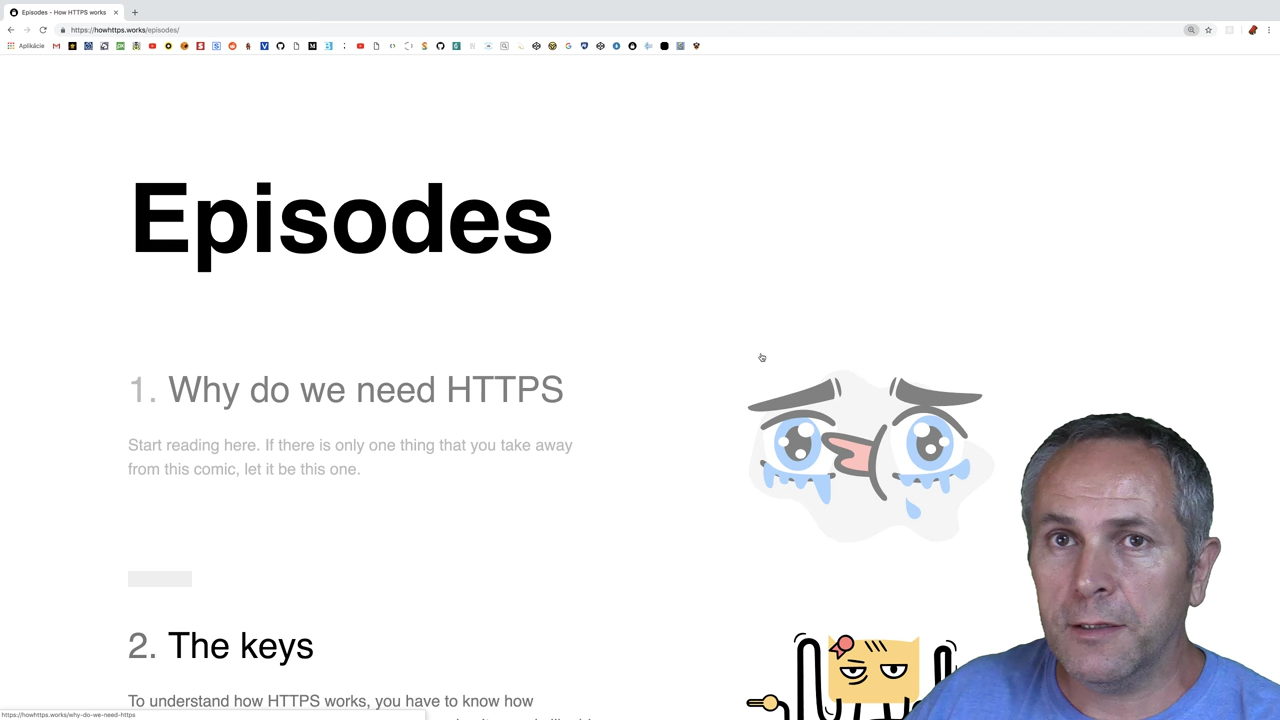 Episodes - How HTTPS works
https://howhttps.works/episodes/
Aplikácie
Episodes
1. Why do we need HTTPS
Start reading here. If there is only one thing that you take away
from this comic, let it be this one.
2. The keys
To understand how HTTPS works, you have to know how
https://howhttps.works/why-do-we-need-https